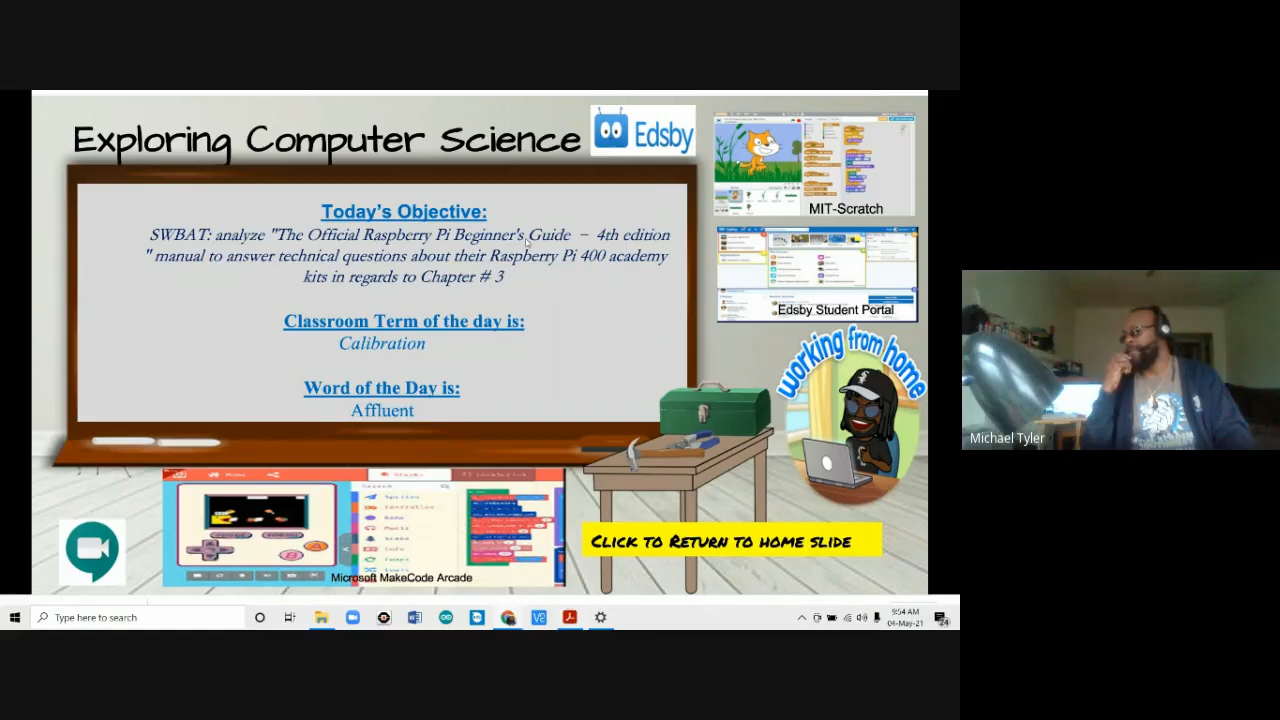 Exploring Computer Science
Edsby
Today's Objective:
SWBAT: analyze "The Official Raspberry Pi Beginner's Guide – 4th edition
" manual to answer technical questions about their Raspberry Pi 400 academy
kits in regards to Chapter # 3
Classroom Term of the day is:
Calibration
Word of the Day is:
Affluent
MIT-Scratch
Edsby Student Portal
working from home
Michael Tyler
CLICK TO RETURN TO HOME SLIDE
Microsoft MakeCode Arcade
Type here to search
9:54 AM
04-May-21
24